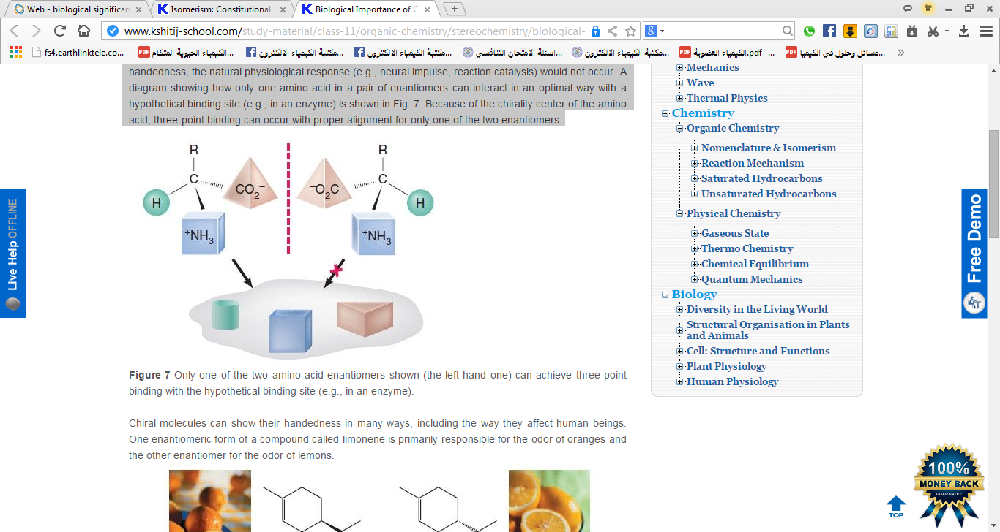 Web - biological significan
Isomerism: Constitutional
Biological Importance of C
www.kshitij-school.com/study-material/class-11/organic-chemistry/stereochemistry/biological-
8
fs4.earthlinktele.co...
PDF الكيمياء الحيوية المتكام...
مكتبة الكيمياء الالكترون...
مكتبة الكيمياء الالكترون...
اسئلة الامتحان التنافسي...
مكتبة الكيمياء الالكترون...
PDF الكيمياء العضوية.pdf -...
PDF مسائل وحلول في الكيميا...
handedness, the natural physiological response (e.g., neural impulse, reaction catalysis) would not occur. A
diagram showing how only one amino acid in a pair of enantiomers can interact in an optimal way with a
hypothetical binding site (e.g., in an enzyme) is shown in Fig. 7. Because of the chirality center of the amino
acid, three-point binding can occur with proper alignment for only one of the two enantiomers.
R
C
H
CO₂⁻
⁺NH₃
R
C
⁻O₂C
H
⁺NH₃
Figure 7 Only one of the two amino acid enantiomers shown (the left-hand one) can achieve three-point
binding with the hypothetical binding site (e.g., in an enzyme).
Chiral molecules can show their handedness in many ways, including the way they affect human beings.
One enantiomeric form of a compound called limonene is primarily responsible for the odor of oranges and
the other enantiomer for the odor of lemons.
Mechanics
Wave
Thermal Physics
Chemistry
Organic Chemistry
Nomenclature & Isomerism
Reaction Mechanism
Saturated Hydrocarbons
Unsaturated Hydrocarbons
Physical Chemistry
Gaseous State
Thermo Chemistry
Chemical Equilibrium
Quantum Mechanics
Biology
Diversity in the Living World
Structural Organisation in Plants
and Animals
Cell: Structure and Functions
Plant Physiology
Human Physiology
Live Help OFFLINE
Free Demo
100%
MONEY BACK
GUARANTEE
TOP